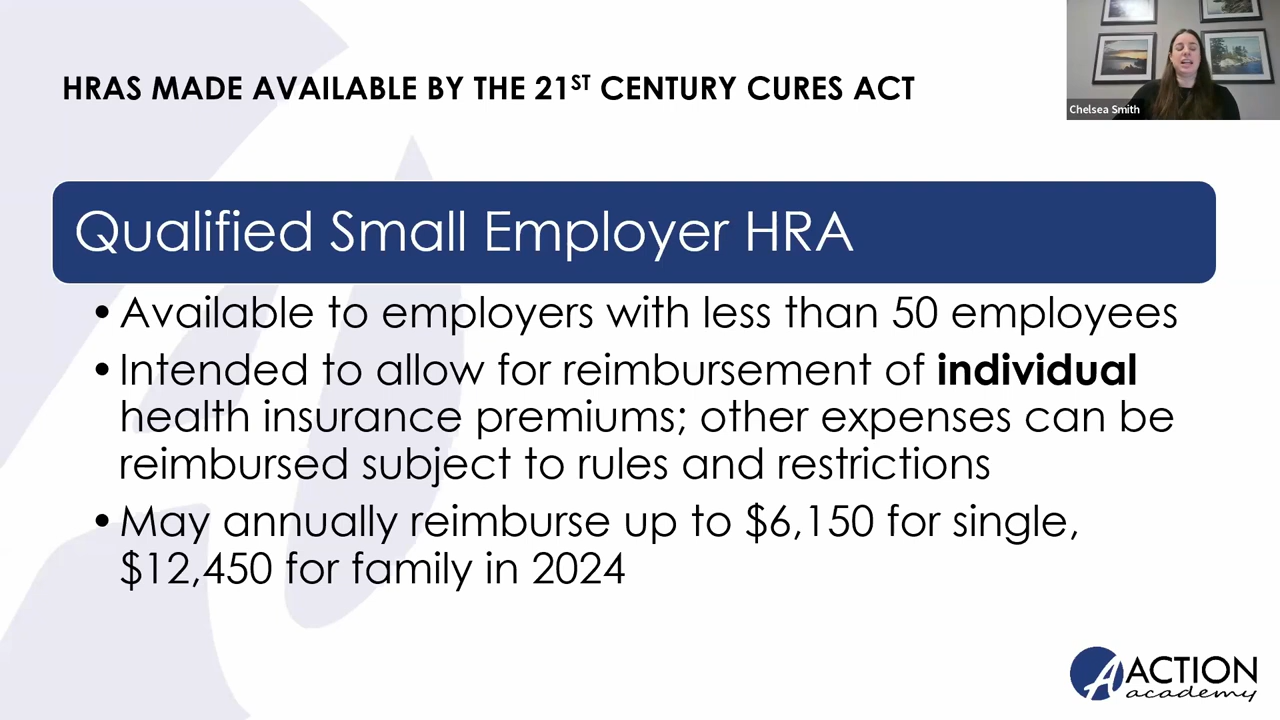 HRAS MADE AVAILABLE BY THE 21ST CENTURY CURES ACT
Chelsea Smith
Qualified Small Employer HRA
• Available to employers with less than 50 employees
• Intended to allow for reimbursement of individual
health insurance premiums; other expenses can be
reimbursed subject to rules and restrictions
• May annually reimburse up to $6,150 for single,
$12,450 for family in 2024
A ACTION
academy